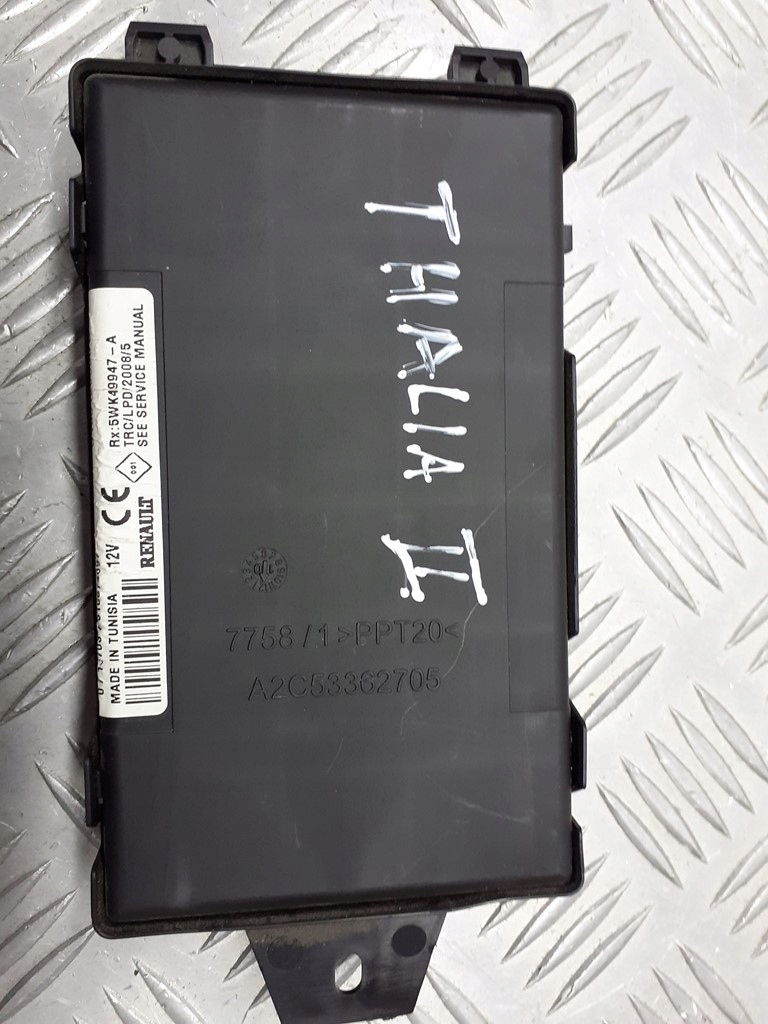 THALIA II
Rx:5WK49947-A
TRC/LPD/2008/5
SEE SERVICE MANUAL
001
CE
RENAULT
12V
MADE IN TUNISIA
7758 /1 >PPT20<
A2C53362705